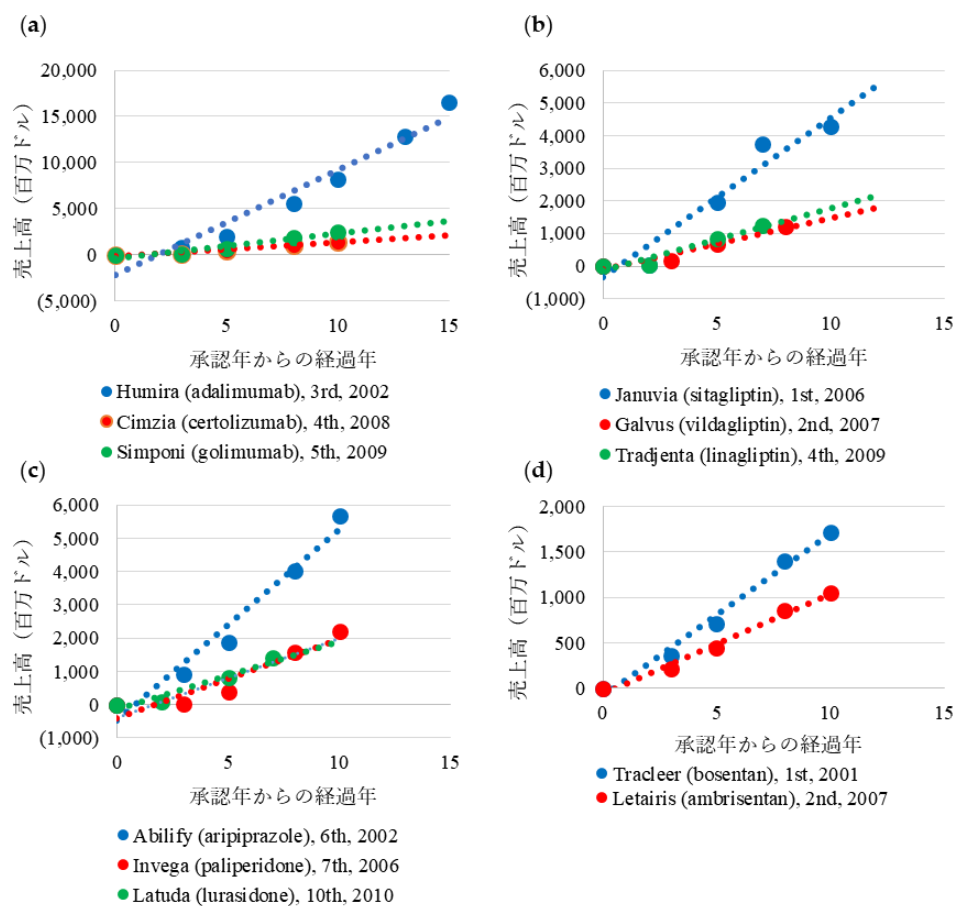 (a)
20,000
15,000
10,000
5,000
0
(5,000)
売上高（百万ドル）
0 5 10 15
承認年からの経過年
Humira (adalimumab), 3rd, 2002
Cimzia (certolizumab), 4th, 2008
Simponi (golimumab), 5th, 2009
(b)
6,000
5,000
4,000
3,000
2,000
1,000
0
(1,000)
売上高（百万ドル）
0 5 10 15
承認年からの経過年
Januvia (sitagliptin), 1st, 2006
Galvus (vildagliptin), 2nd, 2007
Tradjenta (linagliptin), 4th, 2009
(c)
6,000
5,000
4,000
3,000
2,000
1,000
0
(1,000)
売上高（百万ドル）
0 5 10 15
承認年からの経過年
Abilify (aripiprazole), 6th, 2002
Invega (paliperidone), 7th, 2006
Latuda (lurasidone), 10th, 2010
(d)
2,000
1,500
1,000
500
0
売上高（百万ドル）
0 5 10 15
承認年からの経過年
Tracleer (bosentan), 1st, 2001
Letairis (ambrisentan), 2nd, 2007